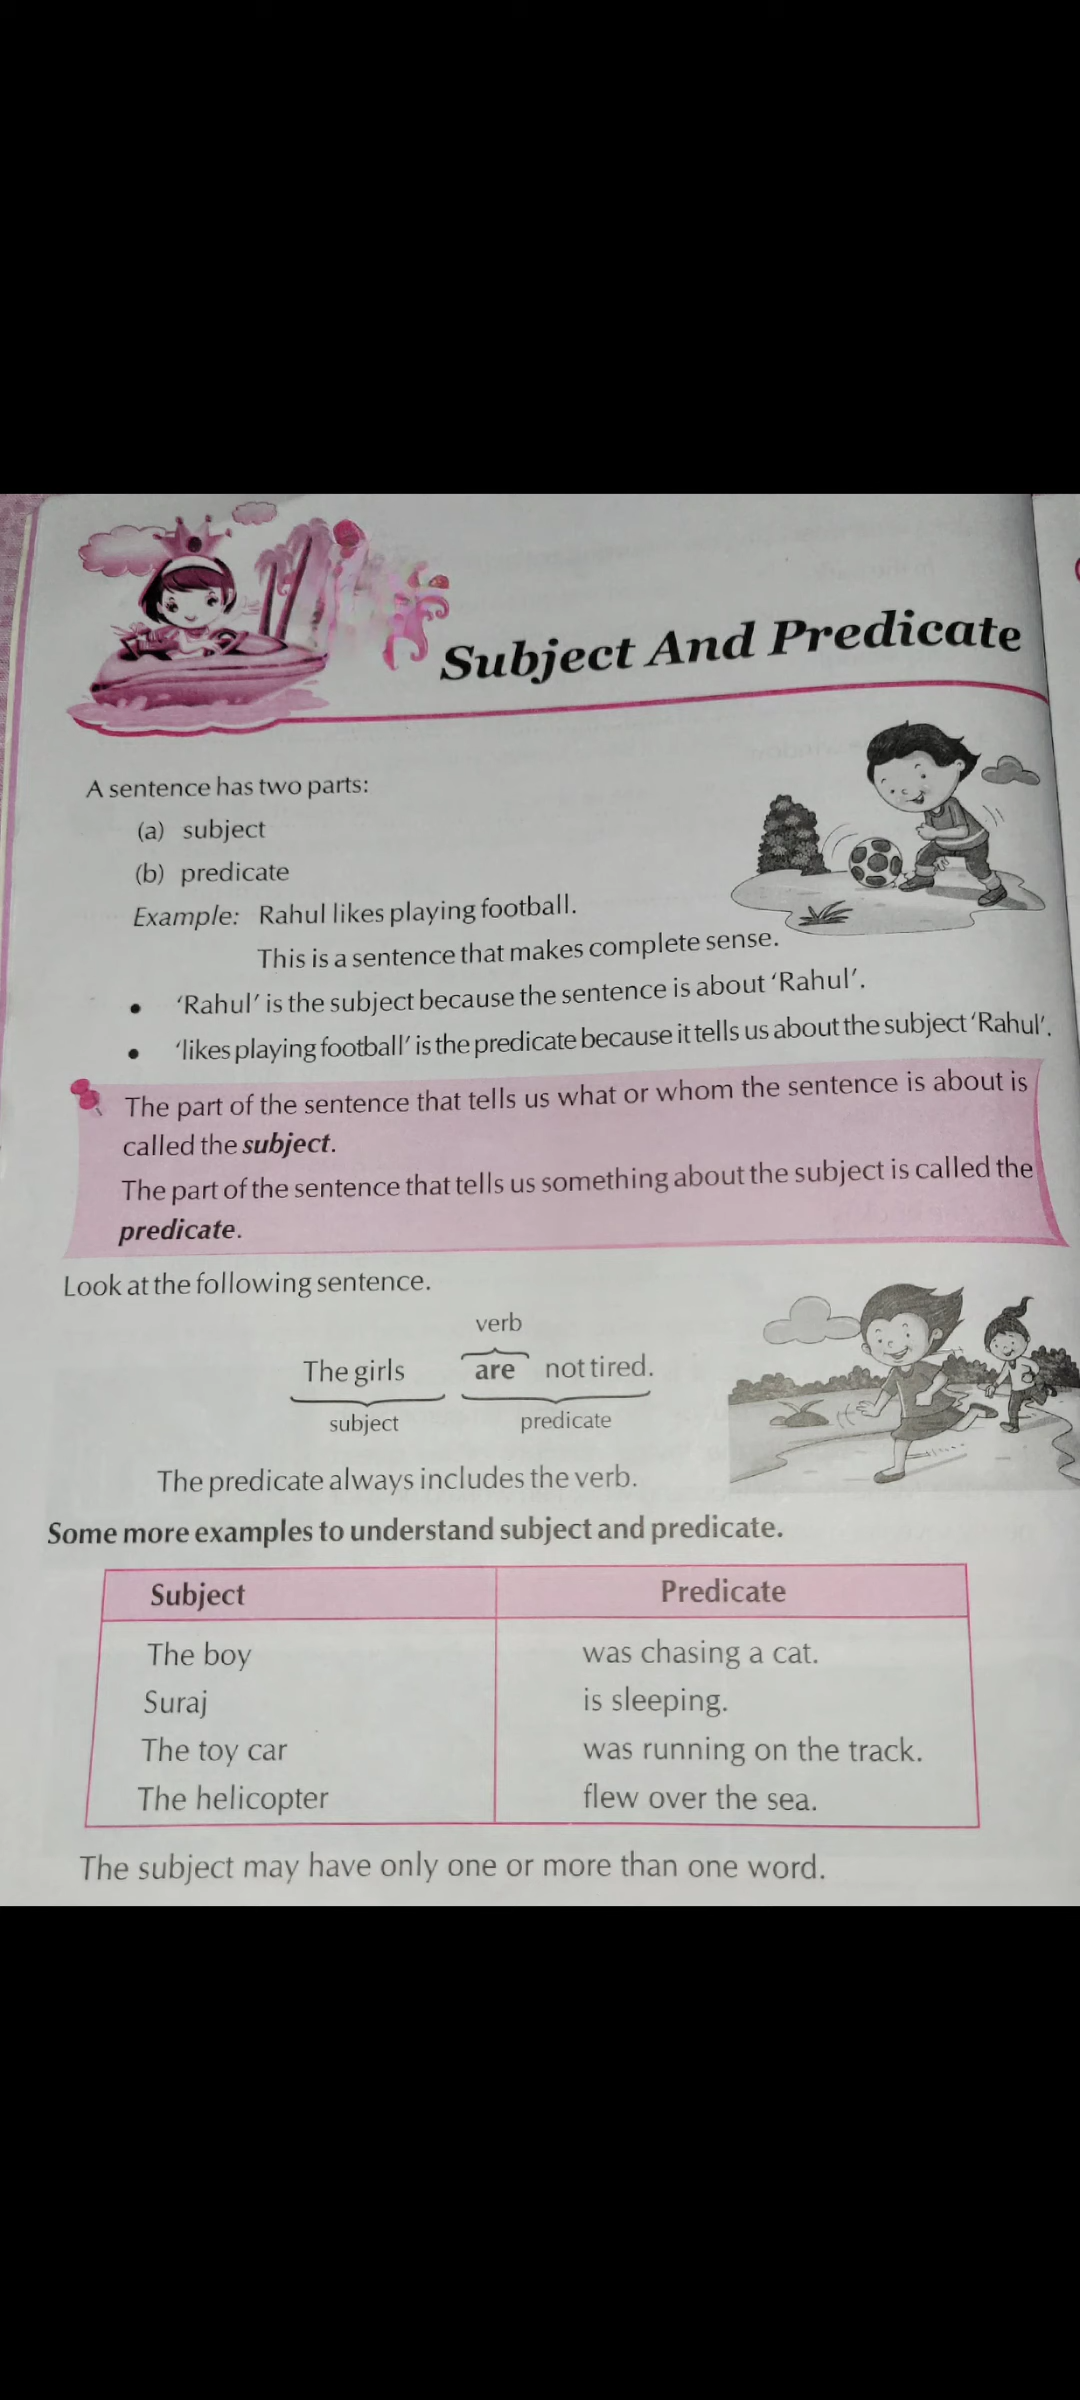 Subject And Predicate
A sentence has two parts:
(a) subject
(b) predicate
Example: Rahul likes playing football.
This is a sentence that makes complete sense.
• ‘Rahul’ is the subject because the sentence is about ‘Rahul’.
• ‘likes playing football’ is the predicate because it tells us about the subject ‘Rahul’.
The part of the sentence that tells us what or whom the sentence is about is
called the subject.
The part of the sentence that tells us something about the subject is called the
predicate.
Look at the following sentence.
verb
The girls are not tired.
subject predicate
The predicate always includes the verb.
Some more examples to understand subject and predicate.
Subject Predicate
The boy was chasing a cat.
Suraj is sleeping.
The toy car was running on the track.
The helicopter flew over the sea.
The subject may have only one or more than one word.